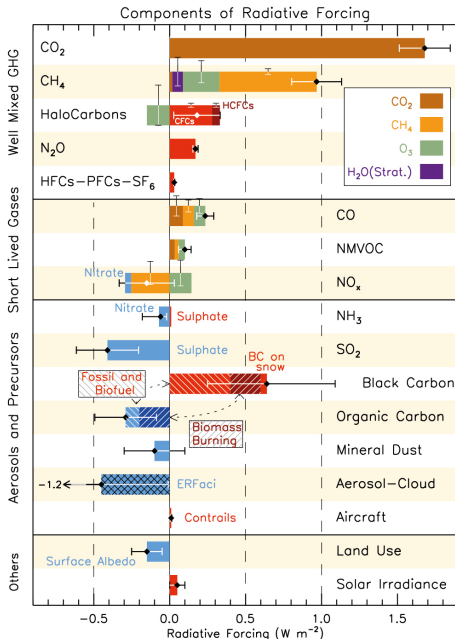 Components of Radiative Forcing
Well Mixed GHG
CO₂
CH₄
HaloCarbons
HCFCs
CFCs
N₂O
HFCs-PFCs-SF₆
CO₂
CH₄
O₃
H₂O(Strat.)
Short Lived Gases
CO
NMVOC
Nitrate
NOₓ
Aerosols and Precursors
Nitrate
Sulphate
NH₃
Sulphate
SO₂
BC on
snow
Fossil and
Biofuel
Black Carbon
Organic Carbon
Biomass
Burning
Mineral Dust
-1.2
ERFaci
Aerosol-Cloud
Contrails
Aircraft
Others
Surface Albedo
Land Use
Solar Irradiance
-0.5 0.0 0.5 1.0 1.5
Radiative Forcing (W m⁻²)